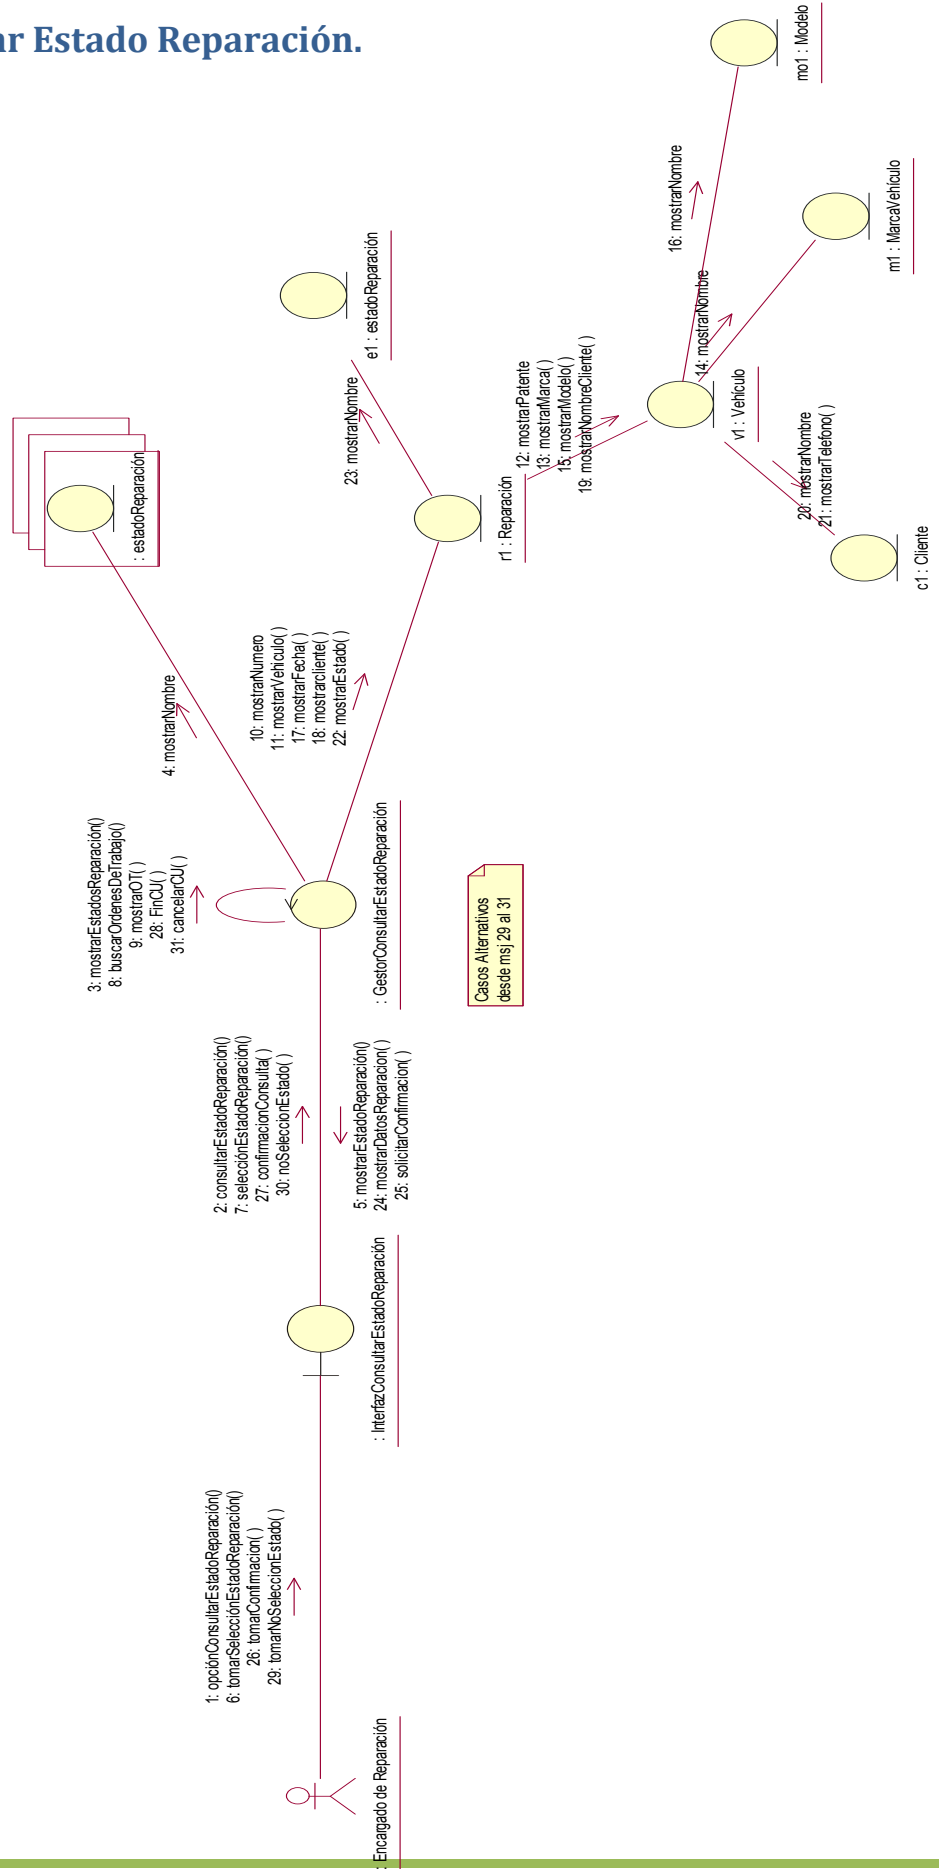 ar Estado Reparación.
mo1 : Modelo
16: mostrarNombre
m1 : MarcaVehículo
14: mostrarNombre
e1 : estadoReparación
23: mostrarNombre
12: mostrarPatente
13: mostrarMarca( )
15: mostrarModelo( )
19: mostrarNombreCliente( )
v1 : Vehículo
: estadoReparación
r1 : Reparación
20: mostrarNombre
21: mostrarTelefono( )
c1 : Cliente
4: mostrarNombre
10: mostrarNumero
11: mostrarVehiculo( )
17: mostrarFecha( )
18: mostrarcliente( )
22: mostrarEstado( )
3: mostrarEstadosReparación()
8: buscarOrdenesDeTrabajo()
9: mostrarOT( )
28: FinCU( )
31: cancelarCU( )
: GestorConsultarEstadoReparación
Casos Alternativos
desde msj 29 al 31
2: consultarEstadoReparación()
7: selecciónEstadoReparación()
27: confirmacionConsulta( )
30: noSeleccionEstado( )
5: mostrarEstadoReparación()
24: mostrarDatosReparacion( )
25: solicitarConfirmacion( )
: InterfazConsultarEstadoReparación
1: opciónConsultarEstadoReparación()
6: tomarSelecciónEstadoReparación()
26: tomarConfirmacion( )
29: tomarNoSeleccionEstado( )
: Encargado de Reparación